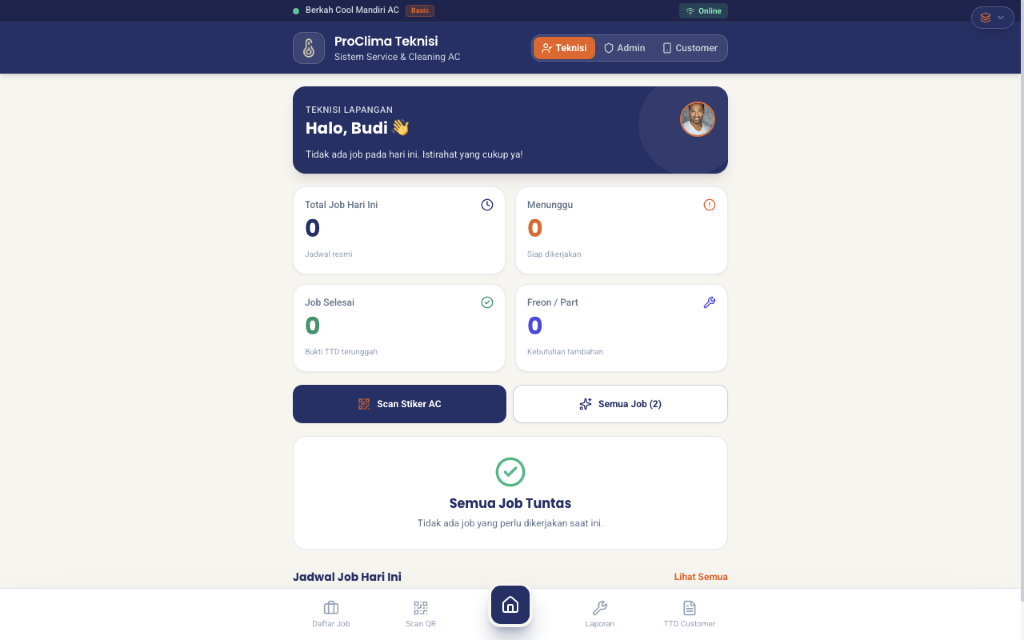 Berkah Cool Mandiri AC Basic Online
ProClima Teknisi
Sistem Service & Cleaning AC
Teknisi Admin Customer
TEKNISI LAPANGAN
Halo, Budi 👋
Tidak ada job pada hari ini. Istirahat yang cukup ya!
Total Job Hari Ini
0
Jadwal resmi
Menunggu
0
Siap dikerjakan
Job Selesai
0
Bukti TTD terunggah
Freon / Part
0
Kebutuhan tambahan
Scan Stiker AC
Semua Job (2)
Semua Job Tuntas
Tidak ada job yang perlu dikerjakan saat ini.
Jadwal Job Hari Ini Lihat Semua
Daftar Job Scan QR Laporan TTD Customer